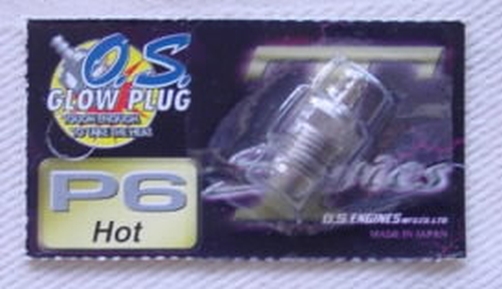 O.S.
GLOW PLUG
TOUGH ENOUGH
TO TAKE THE HEAT.
P6
Hot
O.S. ENGINES MFG.CO.LTD.
MADE IN JAPAN